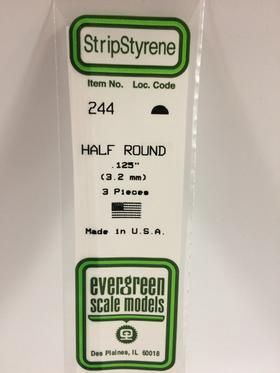 StripStyrene
Item No. Loc. Code
244
HALF ROUND
.125"
(3.2 mm)
3 Pieces
Made in U.S.A.
evergreen
scale models
Des Plaines, IL 60018